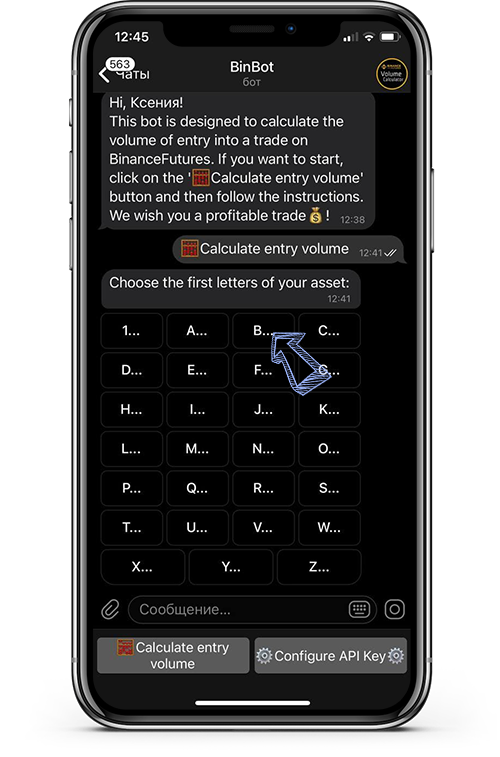 12:45
563
Чаты
BinBot
бот
BINANCE
Volume
Calculator
Hi, Ксения!
This bot is designed to calculate the
volume of entry into a trade on
BinanceFutures. If you want to start,
click on the '🧮Calculate entry volume'
button and then follow the instructions.
We wish you a profitable trade💰!
12:38
🧮Calculate entry volume
12:41
Choose the first letters of your asset:
12:41
1... A... B... C...
D... E... F... G...
H... I... J... K...
L... M... N... O...
P... Q... R... S...
T... U... V... W...
X... Y... Z...
Сообщение...
🧮Calculate entry
volume
⚙️Configure API Key⚙️